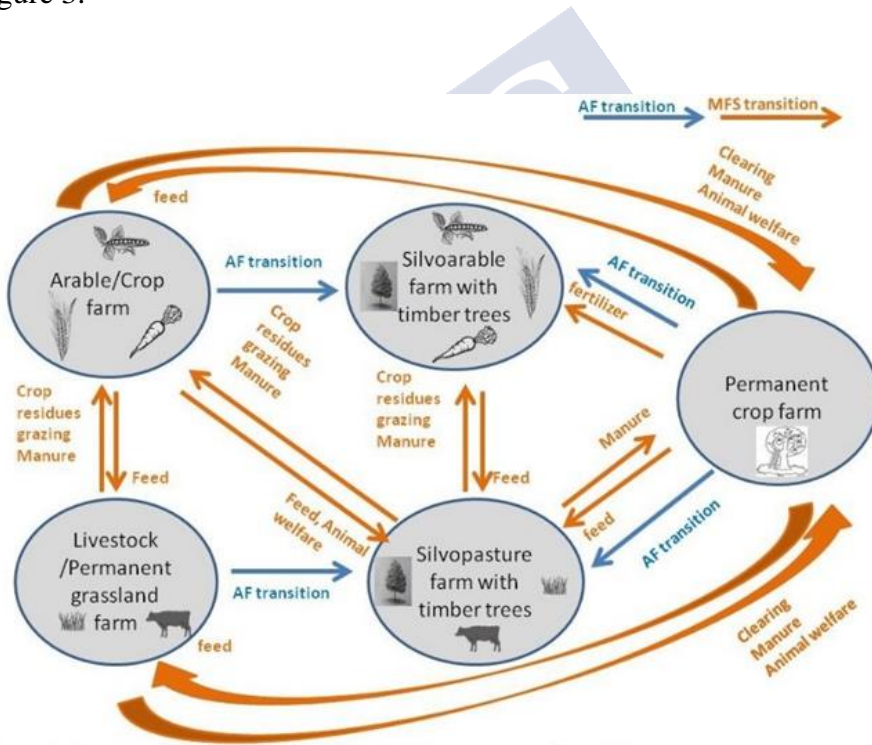 gure 3.
AF transition
MFS transition
Clearing
Manure
Animal welfare
feed
Arable/Crop
farm
AF transition
Silvoarable
farm with
timber trees
AF transition
fertilizer
Crop
residues
grazing
Manure
Permanent
crop farm
Crop
residues
grazing
Manure
Feed
Crop
residues
grazing
Manure
Feed
Manure
feed
Feed, Animal
welfare
Livestock
/Permanent
grassland
farm
AF transition
Silvopasture
farm with
timber trees
AF transition
feed
Clearing
Manure
Animal welfare